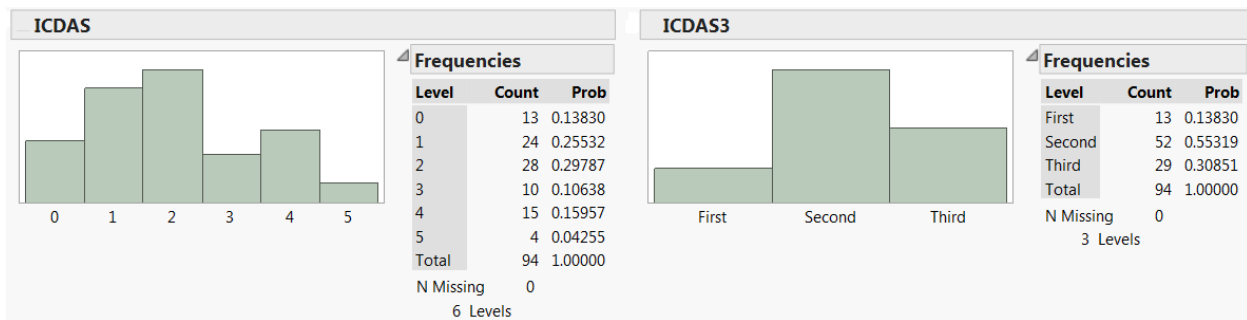 ICDAS
Frequencies
Level Count Prob
0 13 0.13830
1 24 0.25532
2 28 0.29787
3 10 0.10638
4 15 0.15957
5 4 0.04255
Total 94 1.00000
N Missing 0
6 Levels
0 1 2 3 4 5
ICDAS3
Frequencies
Level Count Prob
First 13 0.13830
Second 52 0.55319
Third 29 0.30851
Total 94 1.00000
N Missing 0
3 Levels
First Second Third